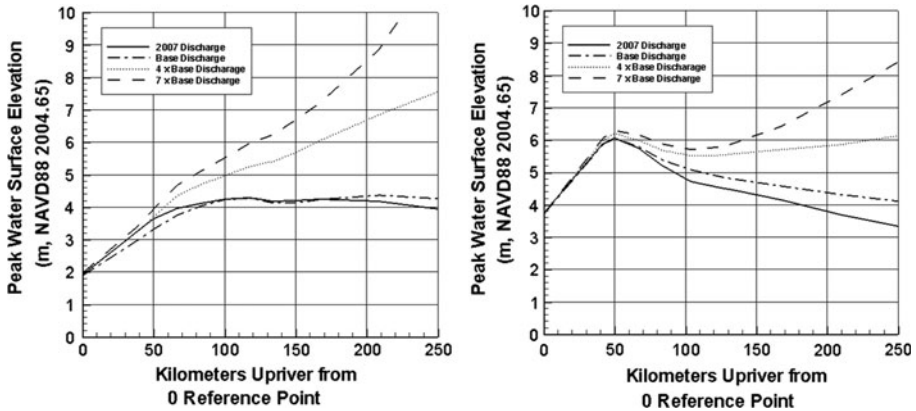 Peak Water Surface Elevation
(m, NAVD88 2004.65)
10
9
8
7
6
5
4
3
2
1
0
2007 Discharge
Base Discharge
4 x Base Discharage
7 x Base Discharge
0
50
100
150
200
250
Kilometers Upriver from
0 Reference Point
Peak Water Surface Elevation
(m, NAVD88 2004.65)
10
9
8
7
6
5
4
3
2
1
0
2007 Discharge
Base Discharge
4 x Base Discharage
7 x Base Discharge
0
50
100
150
200
250
Kilometers Upriver from
0 Reference Point